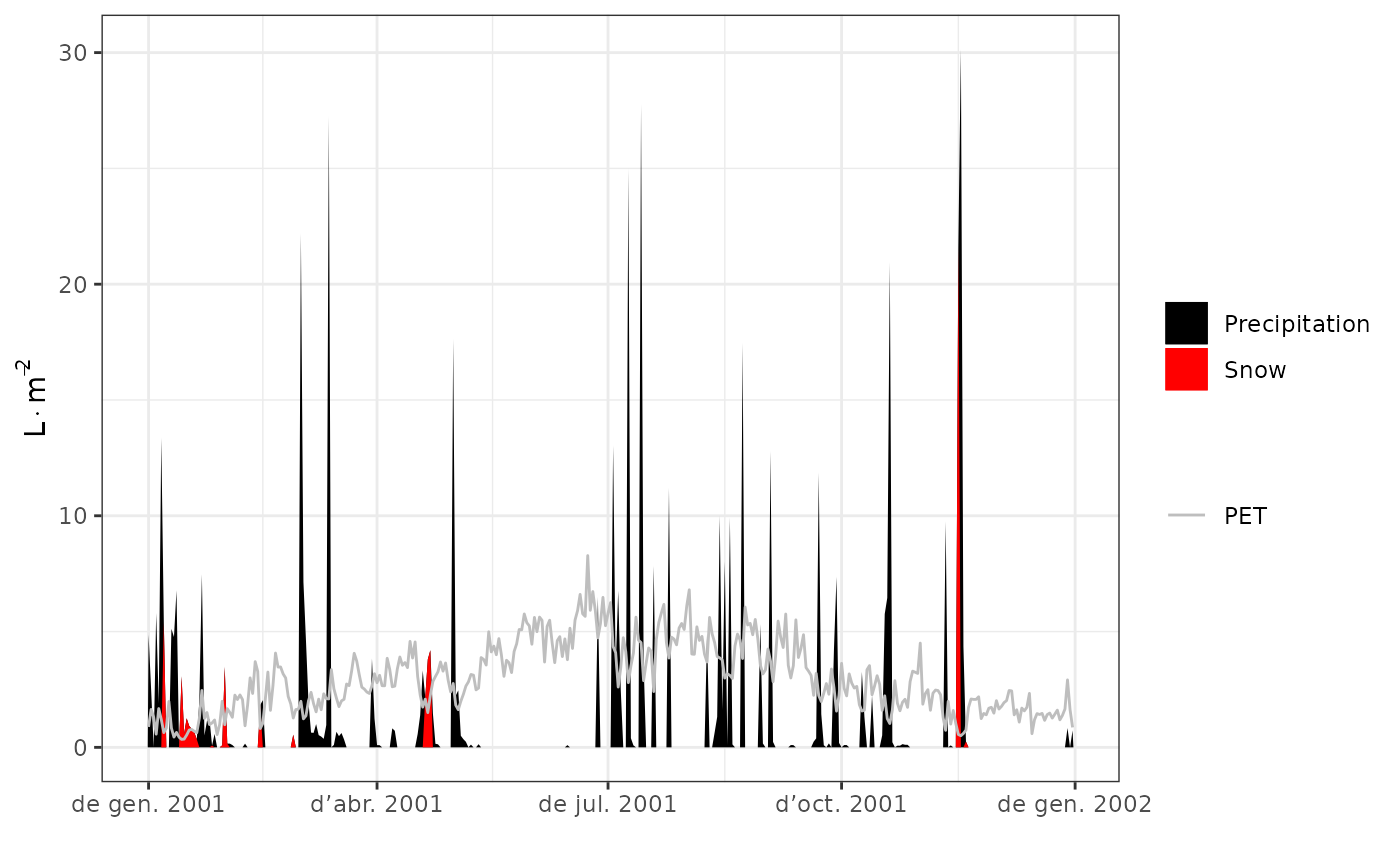 30
20
10
0
L · m⁻²
de gen. 2001
d’abr. 2001
de jul. 2001
d’oct. 2001
de gen. 2002
Precipitation
Snow
PET